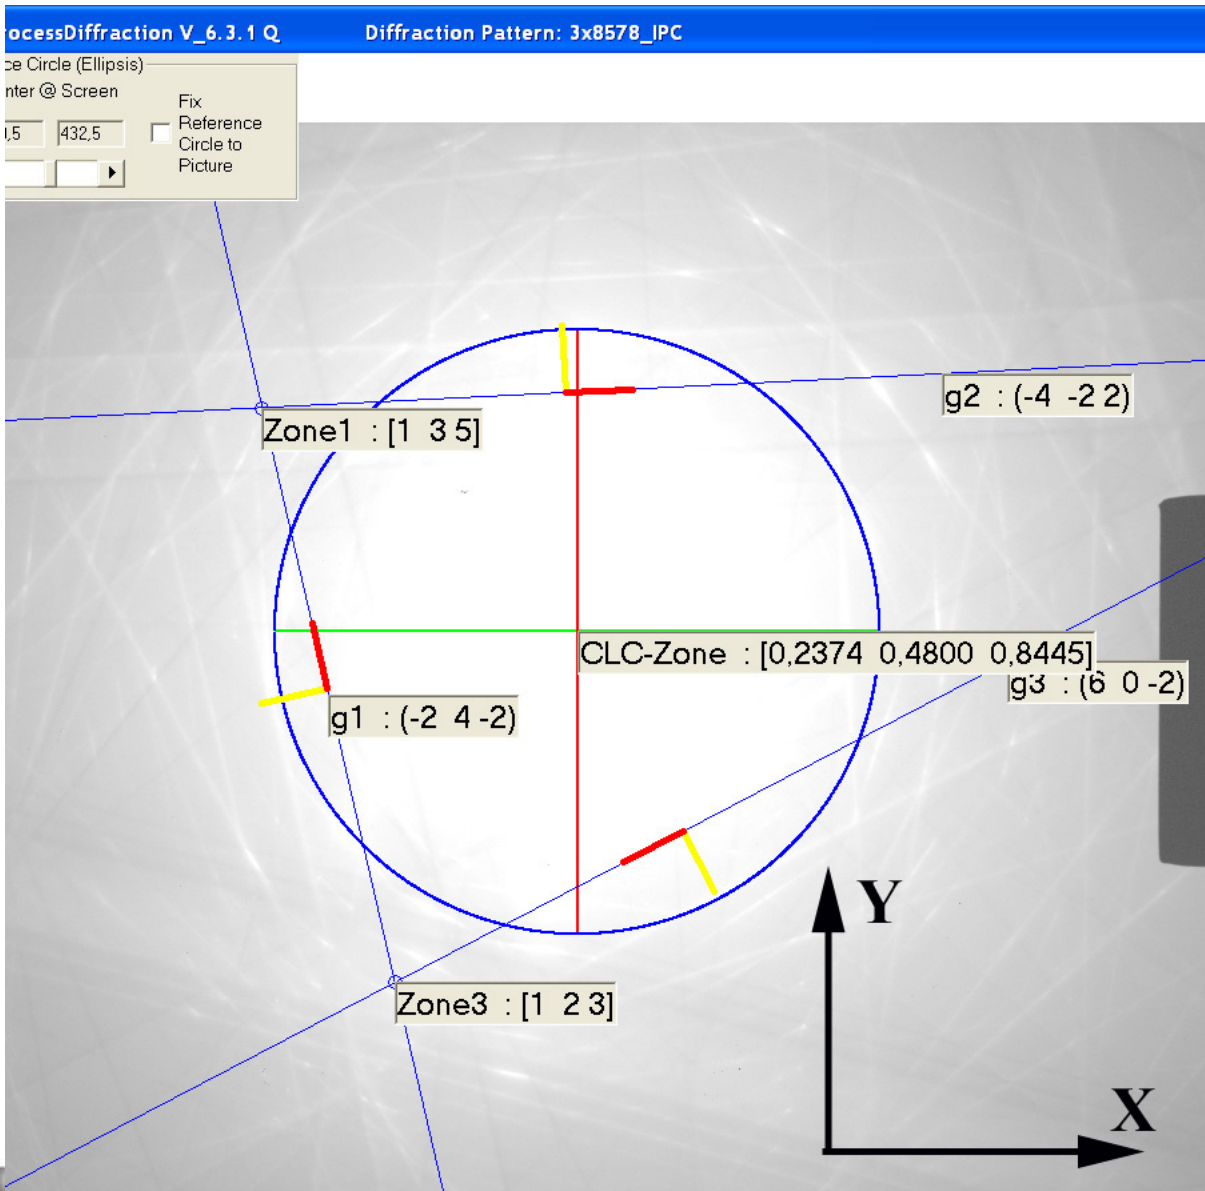 ocessDiffraction V_6.3.1 Q Diffraction Pattern: 3x8578_IPC
ce Circle (Ellipsis)
nter @ Screen
,5 432,5
Fix
Reference
Circle to
Picture
g2 : (-4 -2 2)
Zone1 : [1 3 5]
CLC-Zone : [0,2374 0,4800 0,8445]
g3 : (6 0 -2)
g1 : (-2 4 -2)
Zone3 : [1 2 3]
Y
X